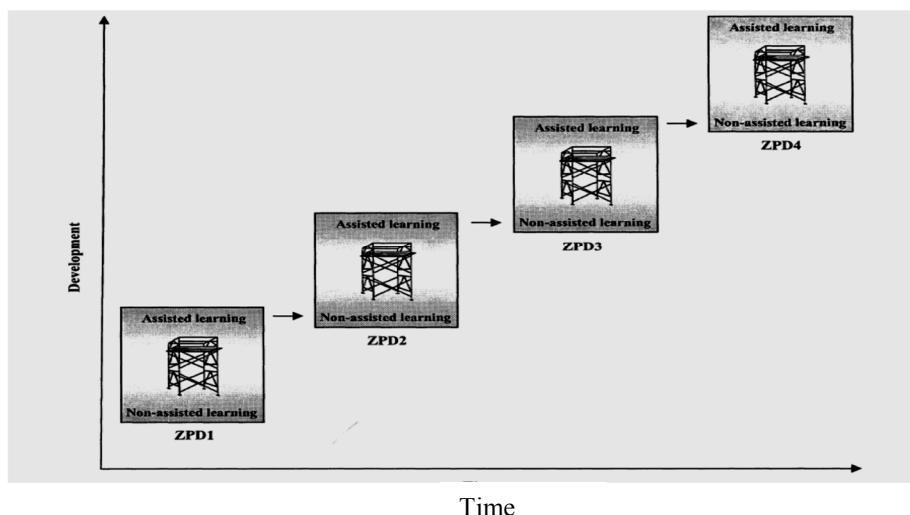 Assisted learning
Non-assisted learning
ZPD4
Assisted learning
Non-assisted learning
ZPD3
Assisted learning
Non-assisted learning
ZPD2
Assisted learning
Non-assisted learning
ZPD1
Development
Time